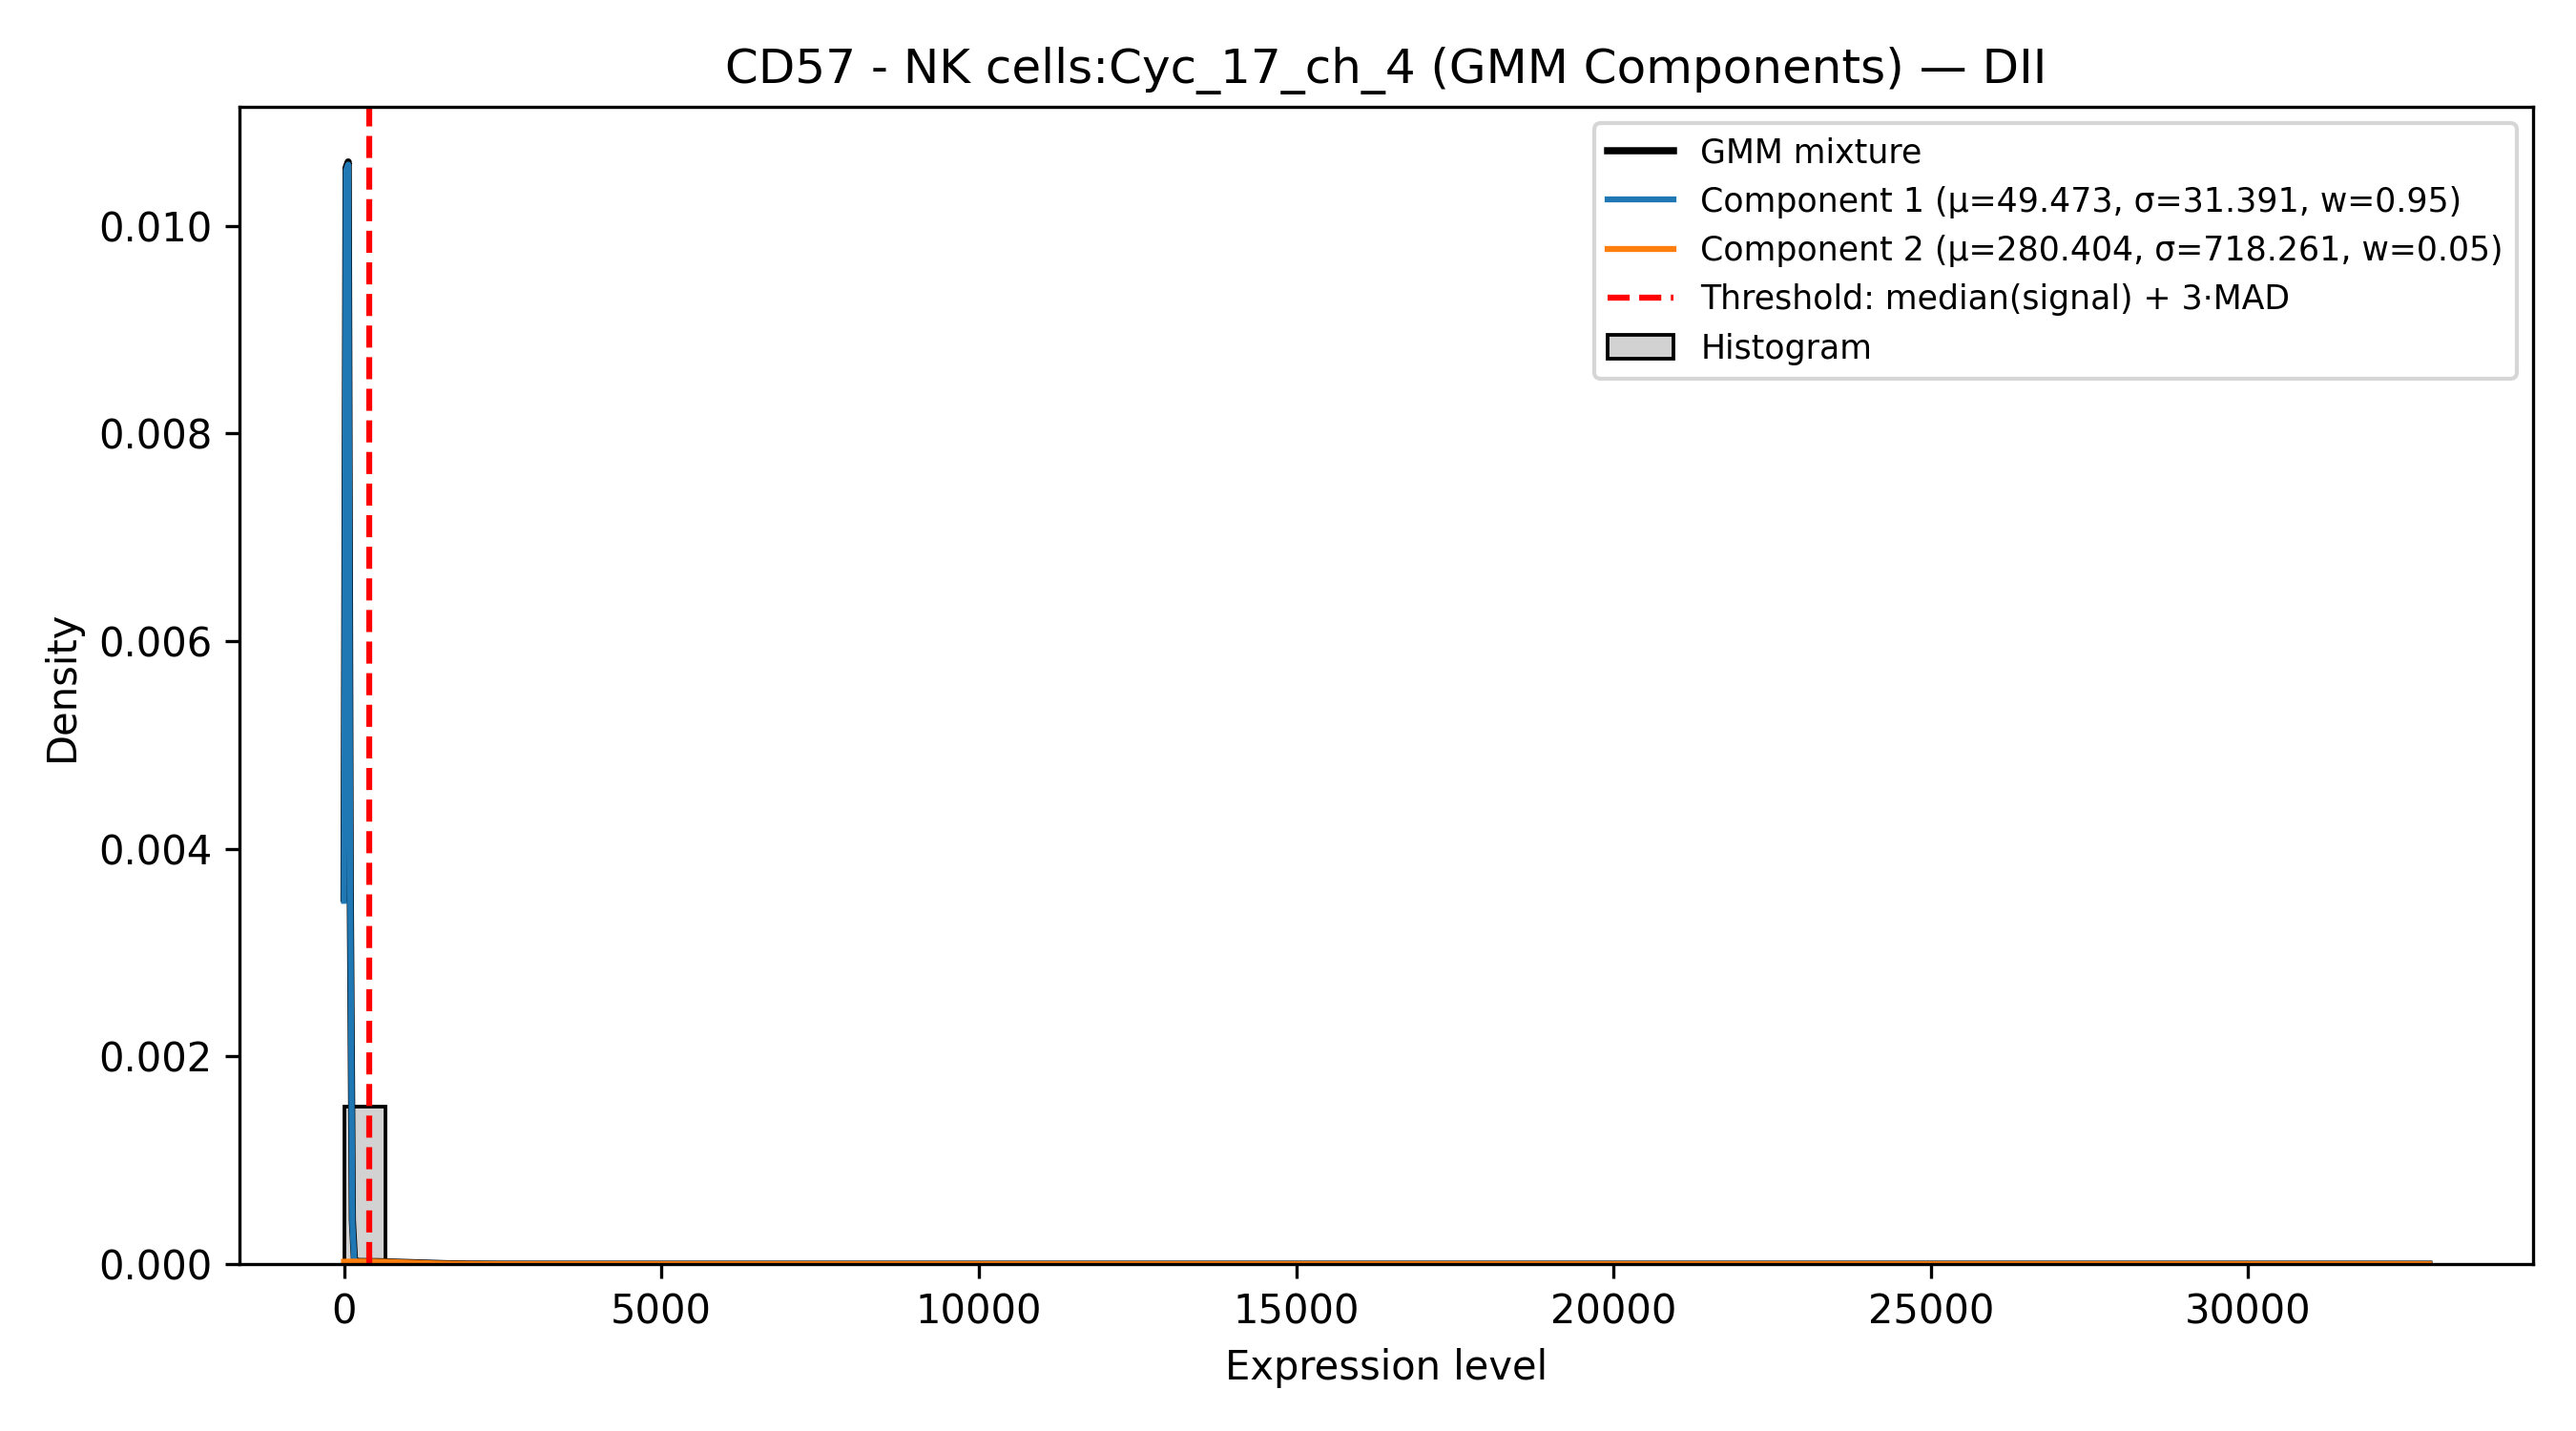 CD57 - NK cells:Cyc_17_ch_4 (GMM Components) — DII
GMM mixture
Component 1 (μ=49.473, σ=31.391, w=0.95)
Component 2 (μ=280.404, σ=718.261, w=0.05)
Threshold: median(signal) + 3·MAD
Histogram
Density
0.010
0.008
0.006
0.004
0.002
0.000
0 5000 10000 15000 20000 25000 30000
Expression level